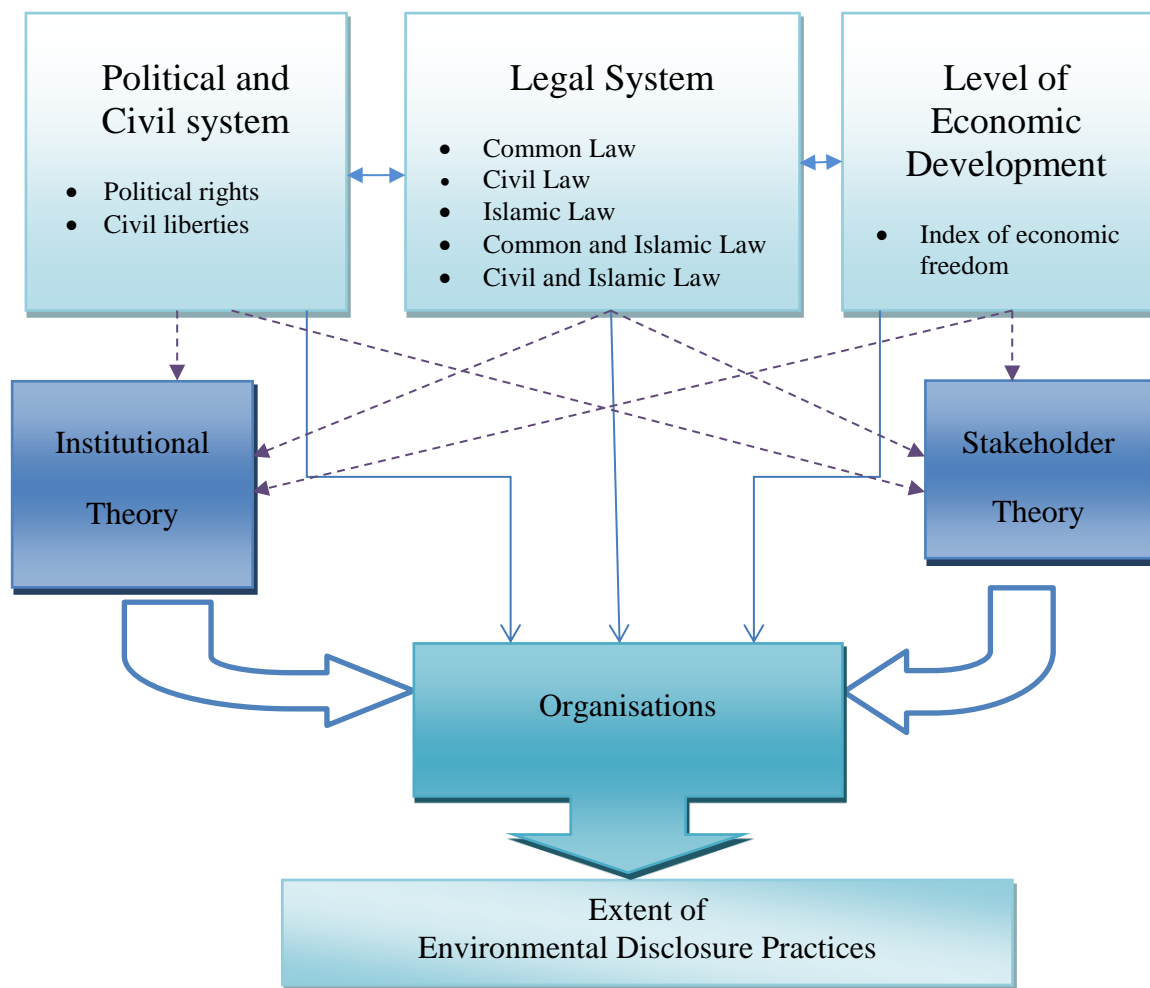 Political and
Civil system
• Political rights
• Civil liberties
Legal System
• Common Law
• Civil Law
• Islamic Law
• Common and Islamic Law
• Civil and Islamic Law
Level of
Economic
Development
• Index of economic
freedom
Institutional
Theory
Stakeholder
Theory
Organisations
Extent of
Environmental Disclosure Practices